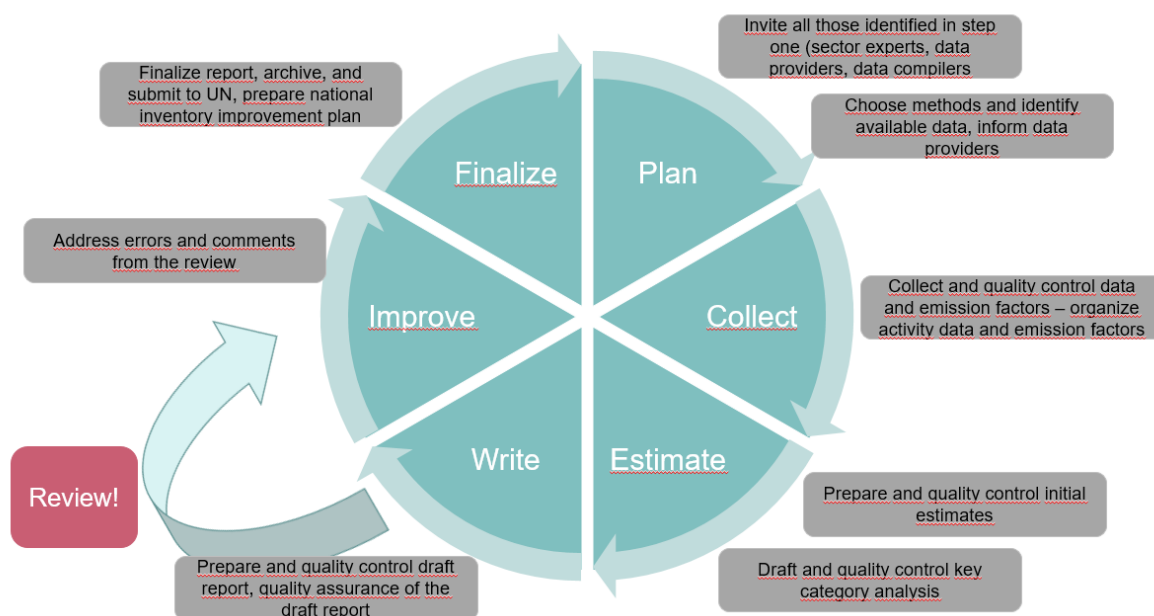 Invite all those identified in step
one (sector experts, data
providers, data compilers
Finalize report, archive, and
submit to UN, prepare national
inventory improvement plan
Choose methods and identify
available data, inform data
providers
Finalize
Plan
Address errors and comments
from the review
Improve
Collect
Collect and quality control data
and emission factors – organize
activity data and emission factors
Write
Estimate
Review!
Prepare and quality control initial
estimates
Prepare and quality control draft
report, quality assurance of the
draft report
Draft and quality control key
category analysis